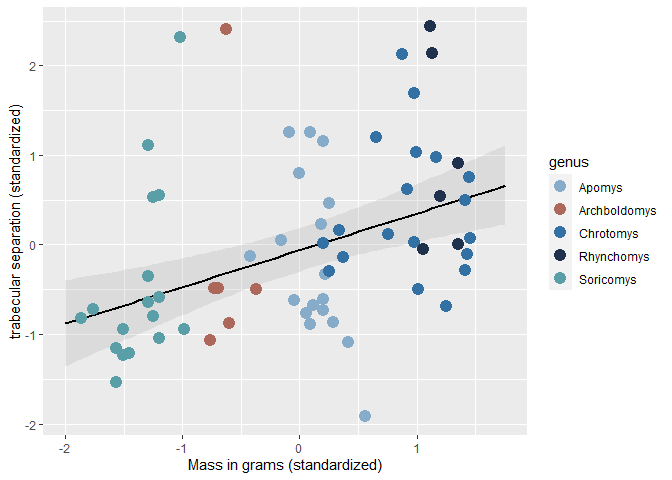 2
1
0
-1
-2
trabecular separation (standardized)
-2
-1
0
1
Mass in grams (standardized)
genus
Apomys
Archboldomys
Chrotomys
Rhynchomys
Soricomys